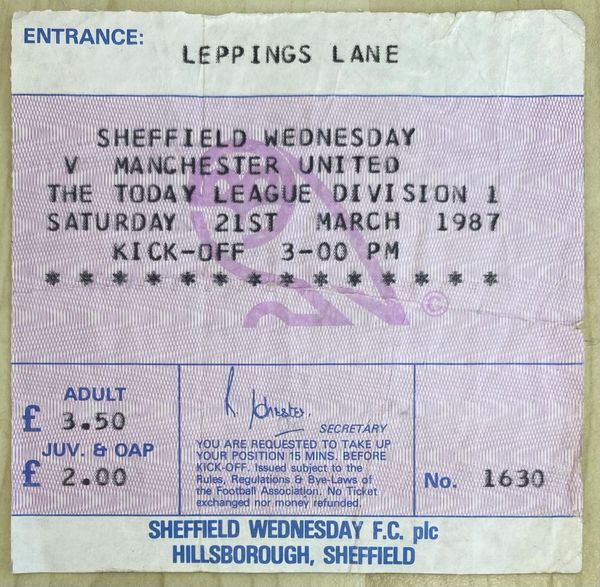 ENTRANCE:
LEPPINGS LANE
SHEFFIELD WEDNESDAY
V MANCHESTER UNITED
THE TODAY LEAGUE DIVISION 1
SATURDAY 21ST MARCH 1987
KICK-OFF 3-00 PM
* * * * * * * * * * * * * *
©
ADULT
£ 3.50
JUV. & OAP
£ 2.00
SECRETARY
YOU ARE REQUESTED TO TAKE UP
YOUR POSITION 15 MINS. BEFORE
KICK-OFF. Issued subject to the
Rules, Regulations & Bye-Laws of
the Football Association. No Ticket
exchanged nor money refunded.
No. 1630
SHEFFIELD WEDNESDAY F.C. plc
HILLSBOROUGH, SHEFFIELD